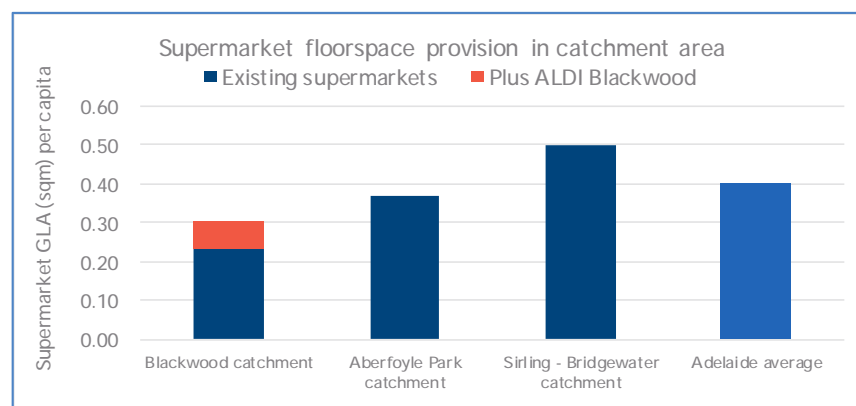 Supermarket floorspace provision in catchment area
Existing supermarkets
Plus ALDI Blackwood
Supermarket GLA (sqm) per capita
0.60
0.50
0.40
0.30
0.20
0.10
0.00
Blackwood catchment
Aberfoyle Park
catchment
Sirling - Bridgewater
catchment
Adelaide average